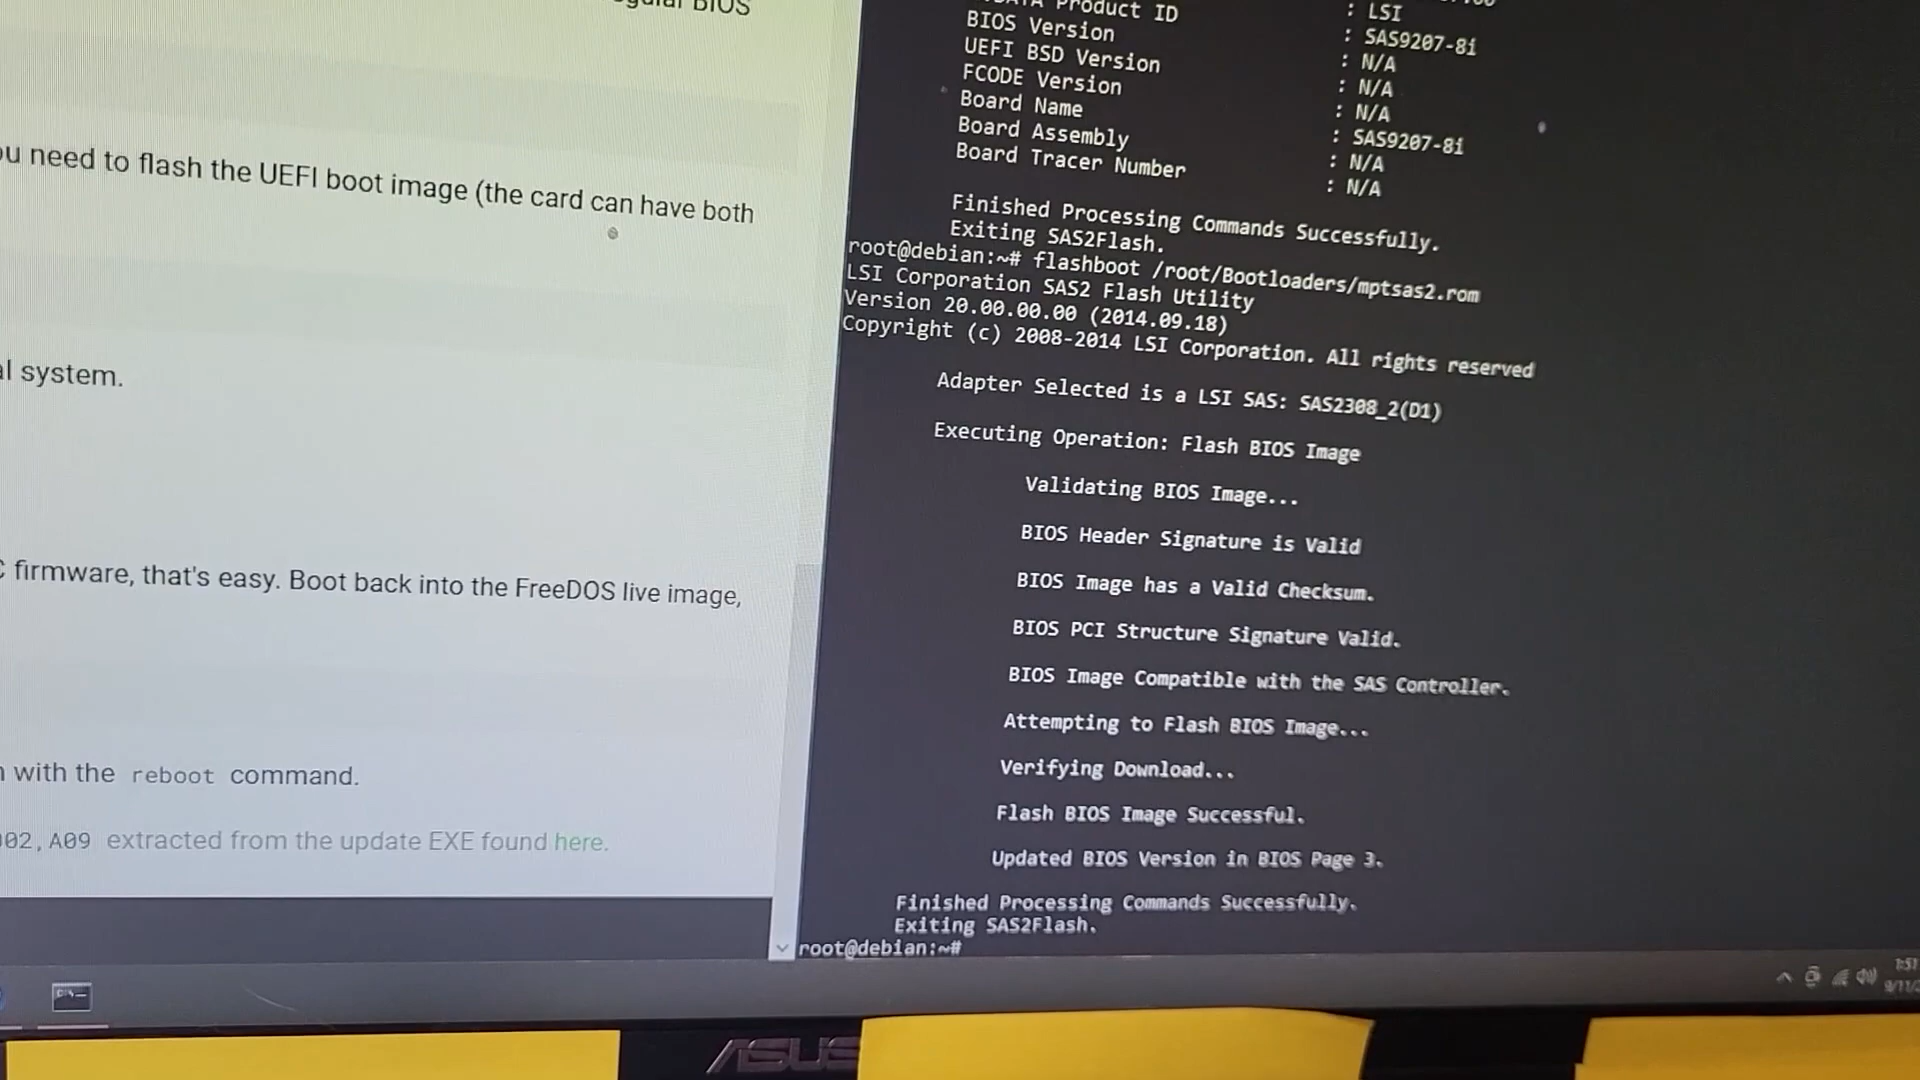 BIOS
ou need to flash the UEFI boot image (the card can have both
al system.
firmware, that's easy. Boot back into the FreeDOS live image,
with the reboot command.
02,A09 extracted from the update EXE found here.
Product ID : LSI
BIOS Version : SAS9207-8i
UEFI BSD Version : N/A
FCODE Version : N/A
Board Name : N/A
Board Assembly : SAS9207-8i
Board Tracer Number : N/A
: N/A
Finished Processing Commands Successfully.
Exiting SAS2Flash.
root@debian:~# flashboot /root/Bootloaders/mptsas2.rom
LSI Corporation SAS2 Flash Utility
Version 20.00.00.00 (2014.09.18)
Copyright (c) 2008-2014 LSI Corporation. All rights reserved
Adapter Selected is a LSI SAS: SAS2308_2(D1)
Executing Operation: Flash BIOS Image
Validating BIOS Image...
BIOS Header Signature is Valid
BIOS Image has a Valid Checksum.
BIOS PCI Structure Signature Valid.
BIOS Image Compatible with the SAS Controller.
Attempting to Flash BIOS Image...
Verifying Download...
Flash BIOS Image Successful.
Updated BIOS Version in BIOS Page 3.
Finished Processing Commands Successfully.
Exiting SAS2Flash.
root@debian:~#
ASUS